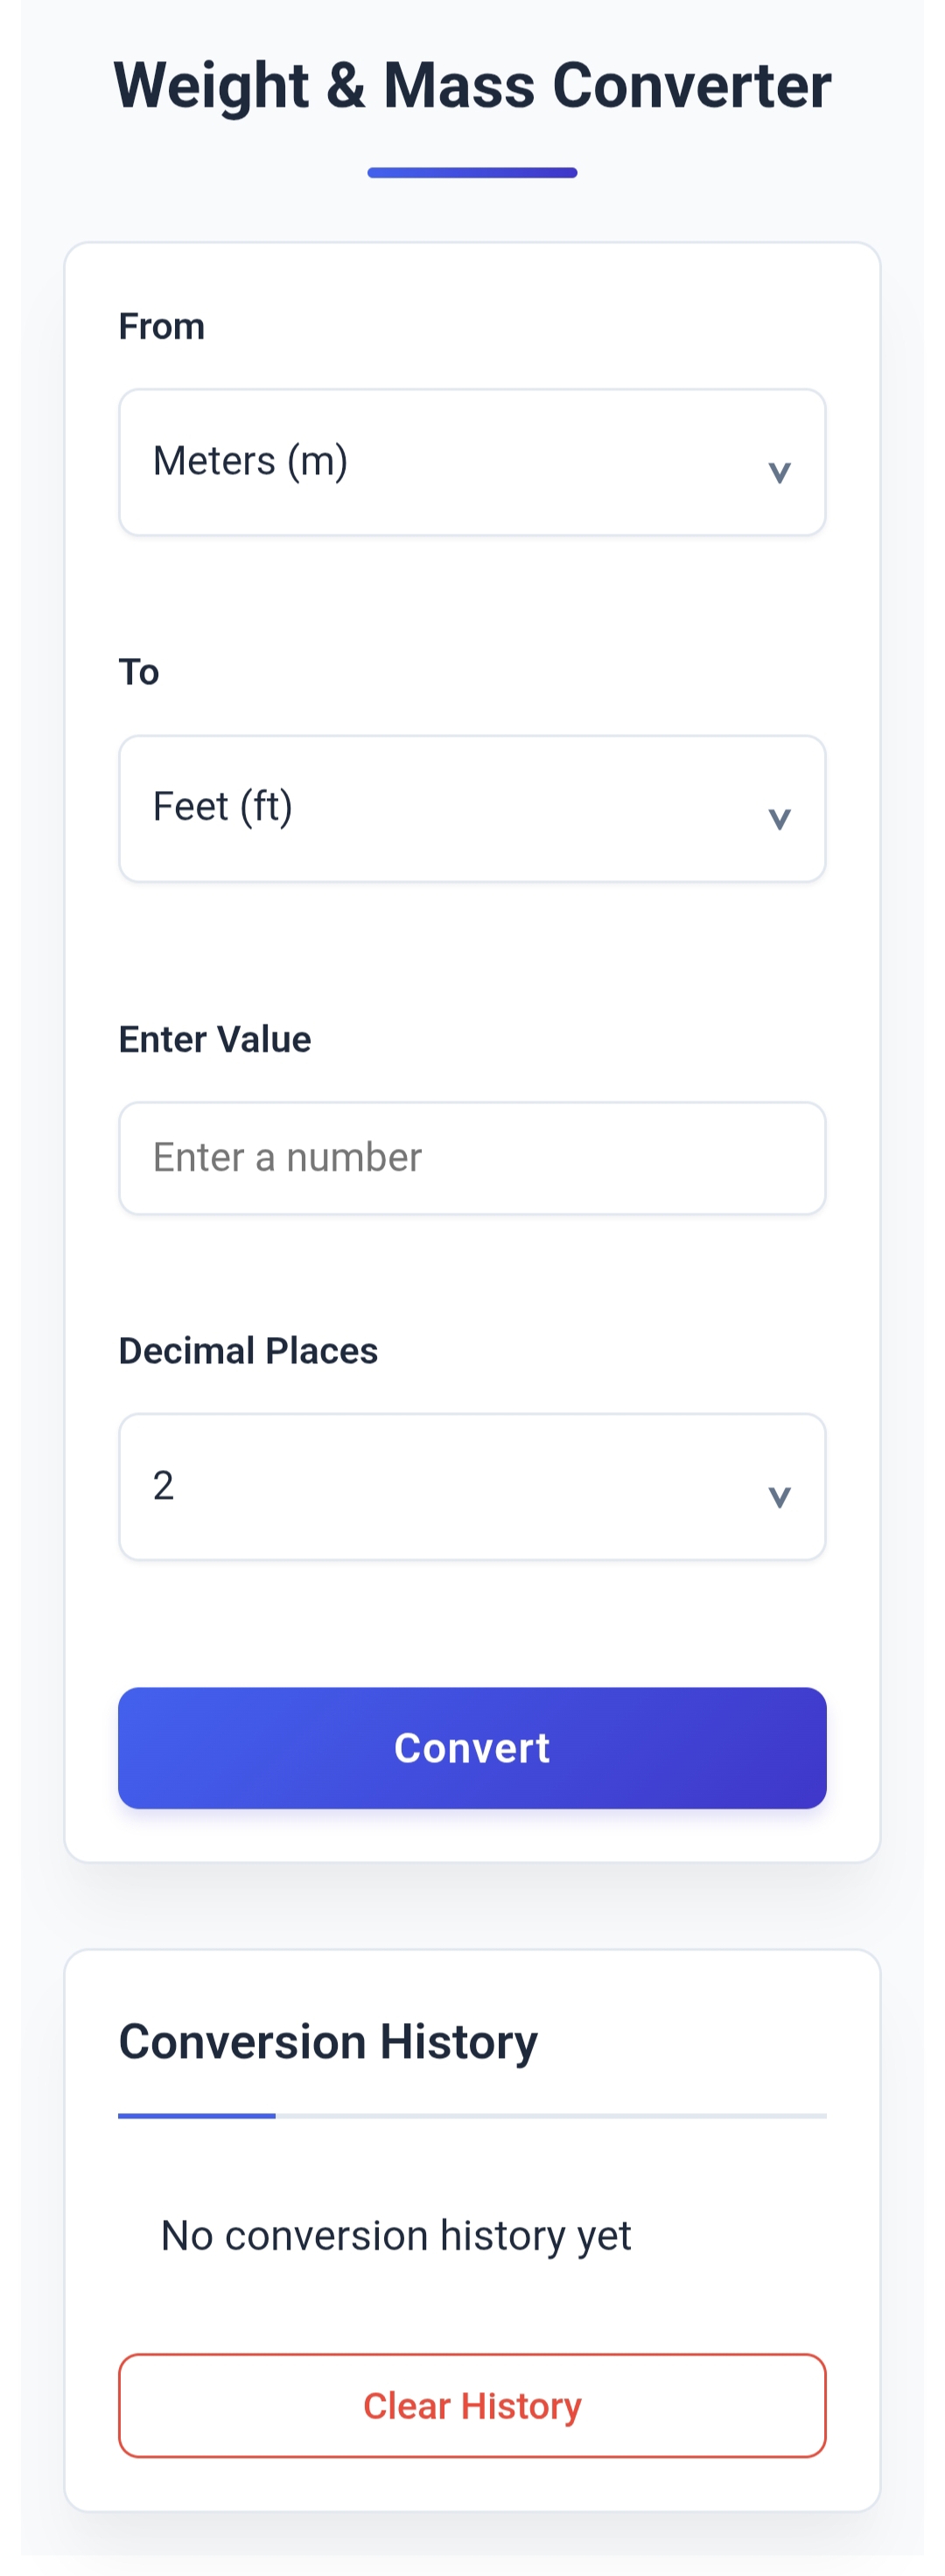 Weight & Mass Converter
From
Meters (m)
To
Feet (ft)
Enter Value
Enter a number
Decimal Places
2
Convert
Conversion History
No conversion history yet
Clear History